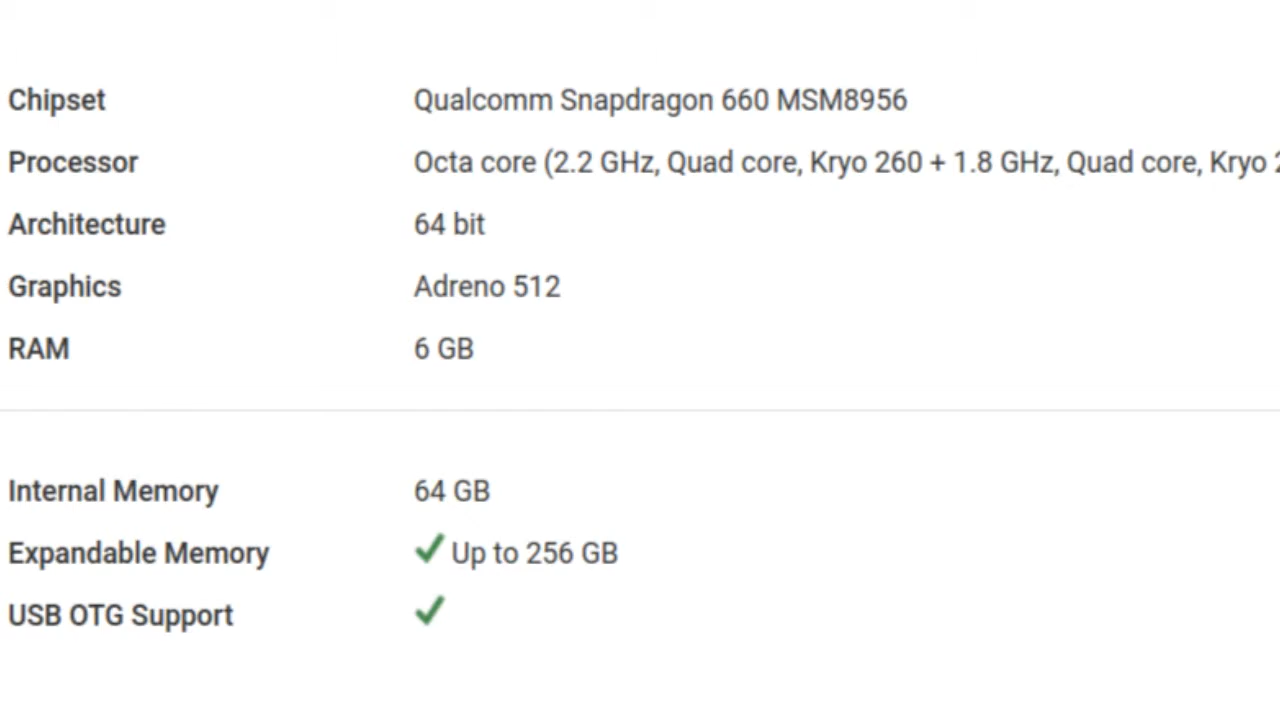 Chipset Qualcomm Snapdragon 660 MSM8956
Processor Octa core (2.2 GHz, Quad core, Kryo 260 + 1.8 GHz, Quad core, Kryo
Architecture 64 bit
Graphics Adreno 512
RAM 6 GB
Internal Memory 64 GB
Expandable Memory ✔ Up to 256 GB
USB OTG Support ✔